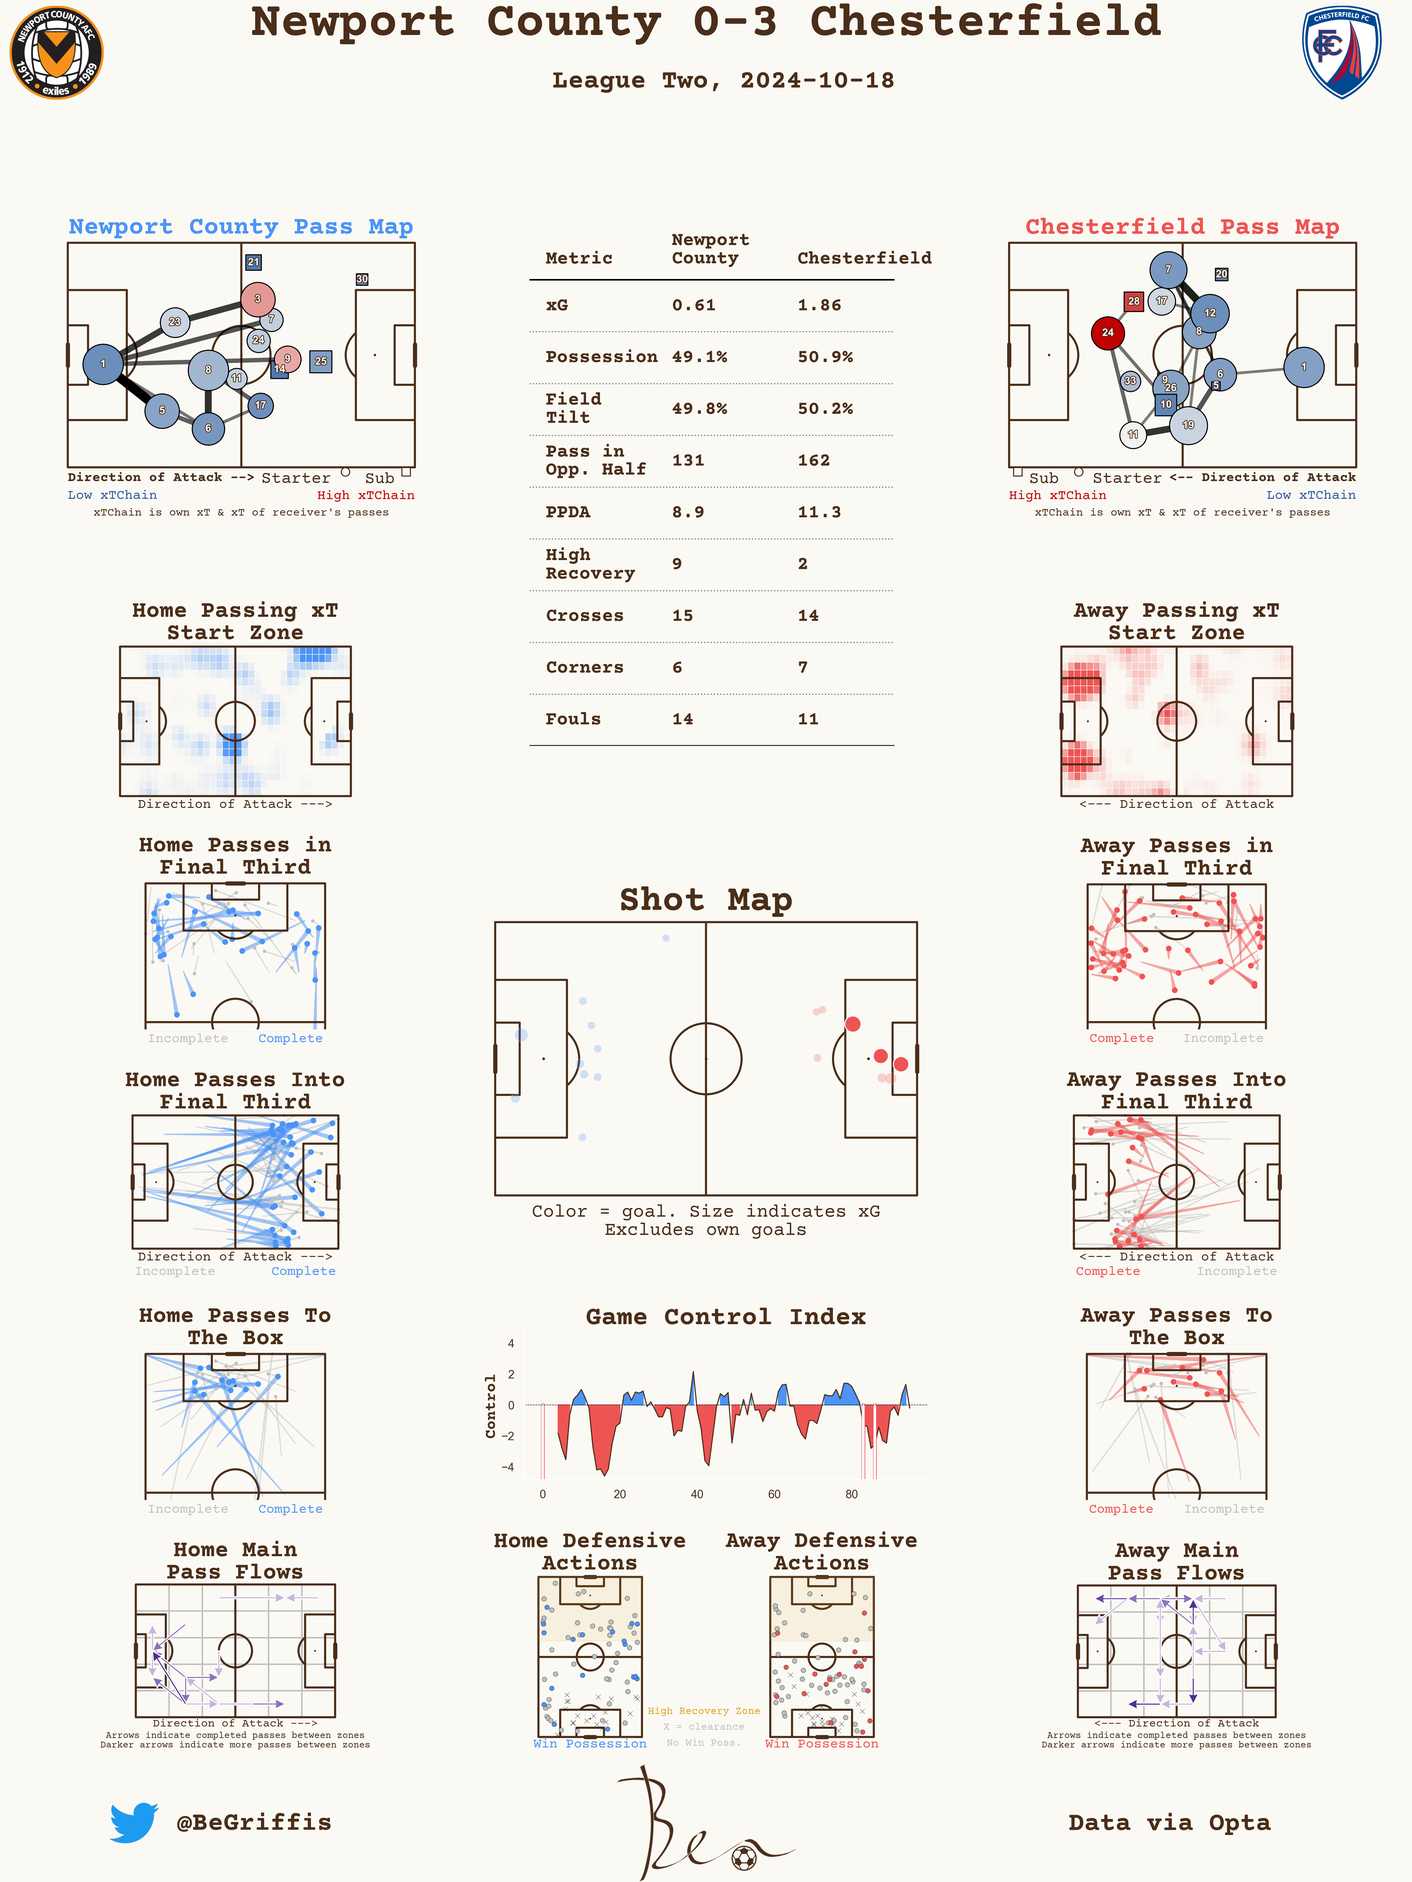 Newport County 0-3 Chesterfield
League Two, 2024-10-18
NEWPORT COUNTY AFC
1912 exiles 1989
CHESTERFIELD FC
Newport County Pass Map
21
30
3
7
23
24
9
1
8
14
25
11
5
17
6
Direction of Attack --> Starter Sub
Low xTChain High xTChain
xTChain is own xT & xT of receiver's passes
Metric Newport County Chesterfield
xG 0.61 1.86
Possession 49.1% 50.9%
Field Tilt 49.8% 50.2%
Pass in Opp. Half 131 162
PPDA 8.9 11.3
High Recovery 9 2
Crosses 15 14
Corners 6 7
Fouls 14 11
Chesterfield Pass Map
7
20
28
17
12
24
8
1
33
9
6
26
5
10
19
11
Sub Starter <-- Direction of Attack
High xTChain Low xTChain
xTChain is own xT & xT of receiver's passes
Home Passing xT
Start Zone
Direction of Attack --->
Away Passing xT
Start Zone
<--- Direction of Attack
Home Passes in
Final Third
Incomplete Complete
Away Passes in
Final Third
Complete Incomplete
Shot Map
Color = goal. Size indicates xG
Excludes own goals
Home Passes Into
Final Third
Direction of Attack --->
Incomplete Complete
Away Passes Into
Final Third
<--- Direction of Attack
Complete Incomplete
Home Passes To
The Box
Incomplete Complete
Game Control Index
Control
4
2
0
−2
−4
0 20 40 60 80
Away Passes To
The Box
Complete Incomplete
Home Main
Pass Flows
Direction of Attack --->
Arrows indicate completed passes between zones
Darker arrows indicate more passes between zones
Home Defensive
Actions
Win Possession
High Recovery Zone
X = clearance
No Win Poss.
Away Defensive
Actions
Win Possession
Away Main
Pass Flows
<--- Direction of Attack
Arrows indicate completed passes between zones
Darker arrows indicate more passes between zones
@BeGriffis
Ben
Data via Opta